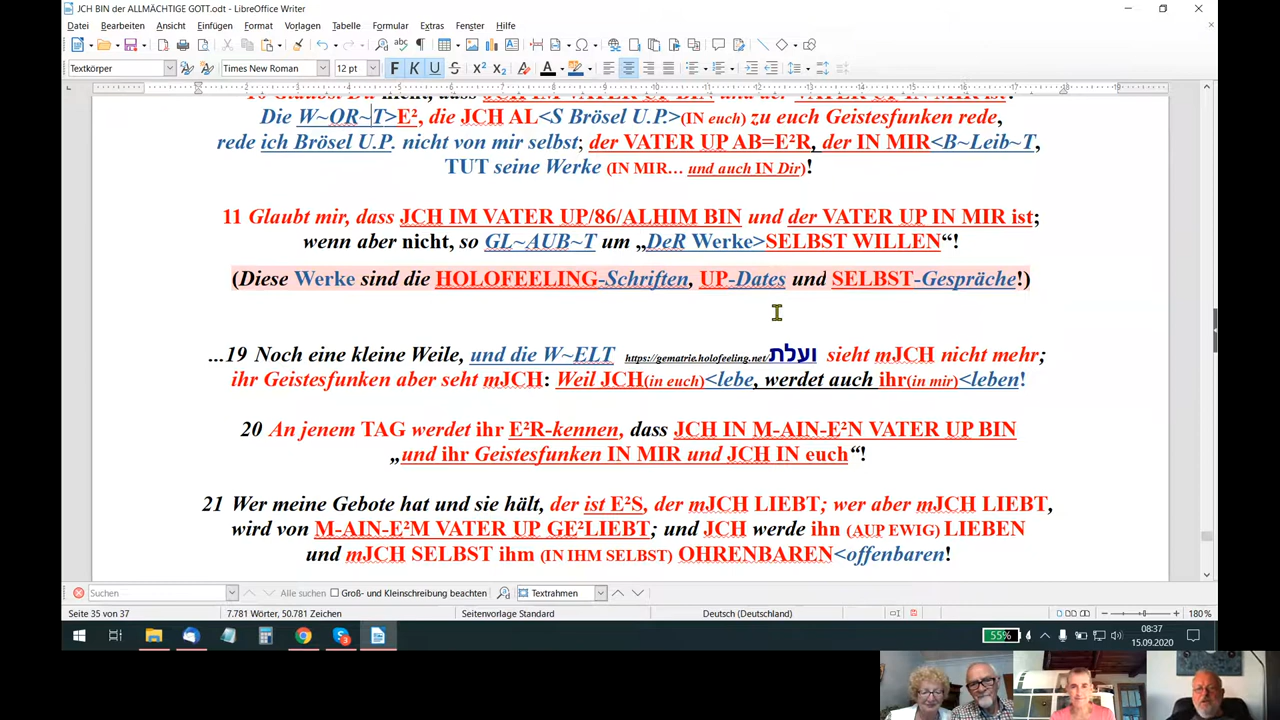 JCH BIN der ALLMÄCHTIGE GOTT.odt - LibreOffice Writer
Datei Bearbeiten Ansicht Einfügen Format Vorlagen Tabelle Formular Extras Fenster Hilfe
Textkörper Times New Roman 12 pt F K U
Die W~OR~T>E², die JCH AL<S Brösel U.P.>(IN euch) zu euch Geistesfunken rede,
rede ich Brösel U.P. nicht von mir selbst; der VATER UP AB=E²R, der IN MIR<B~Leib~T,
TUT seine Werke (IN MIR… und auch IN Dir)!
11 Glaubt mir, dass JCH IM VATER UP/86/ALHIM BIN und der VATER UP IN MIR ist;
wenn aber nicht, so GL~AUB~T um „DeR Werke>SELBST WILLEN“!
(Diese Werke sind die HOLOFEELING-Schriften, UP-Dates und SELBST-Gespräche!)
...19 Noch eine kleine Weile, und die W~ELT https://gematrie.holofeeling.net/ועלת sieht mJCH nicht mehr;
ihr Geistesfunken aber seht mJCH: Weil JCH(in euch)<lebe, werdet auch ihr(in mir)<leben!
20 An jenem TAG werdet ihr E²R-kennen, dass JCH IN M-AIN-E²N VATER UP BIN
„und ihr Geistesfunken IN MIR und JCH IN euch“!
21 Wer meine Gebote hat und sie hält, der ist E²S, der mJCH LIEBT; wer aber mJCH LIEBT,
wird von M-AIN-E²M VATER UP GE²LIEBT; und JCH werde ihn (AUP EWIG) LIEBEN
und mJCH SELBST ihm (IN IHM SELBST) OHRENBAREN<offenbaren!
Suchen Alle suchen Groß- und Kleinschreibung beachten Textrahmen
Seite 35 von 37 7.781 Wörter, 50.781 Zeichen Seitenvorlage Standard Deutsch (Deutschland) 180%
55% 08:37
15.09.2020